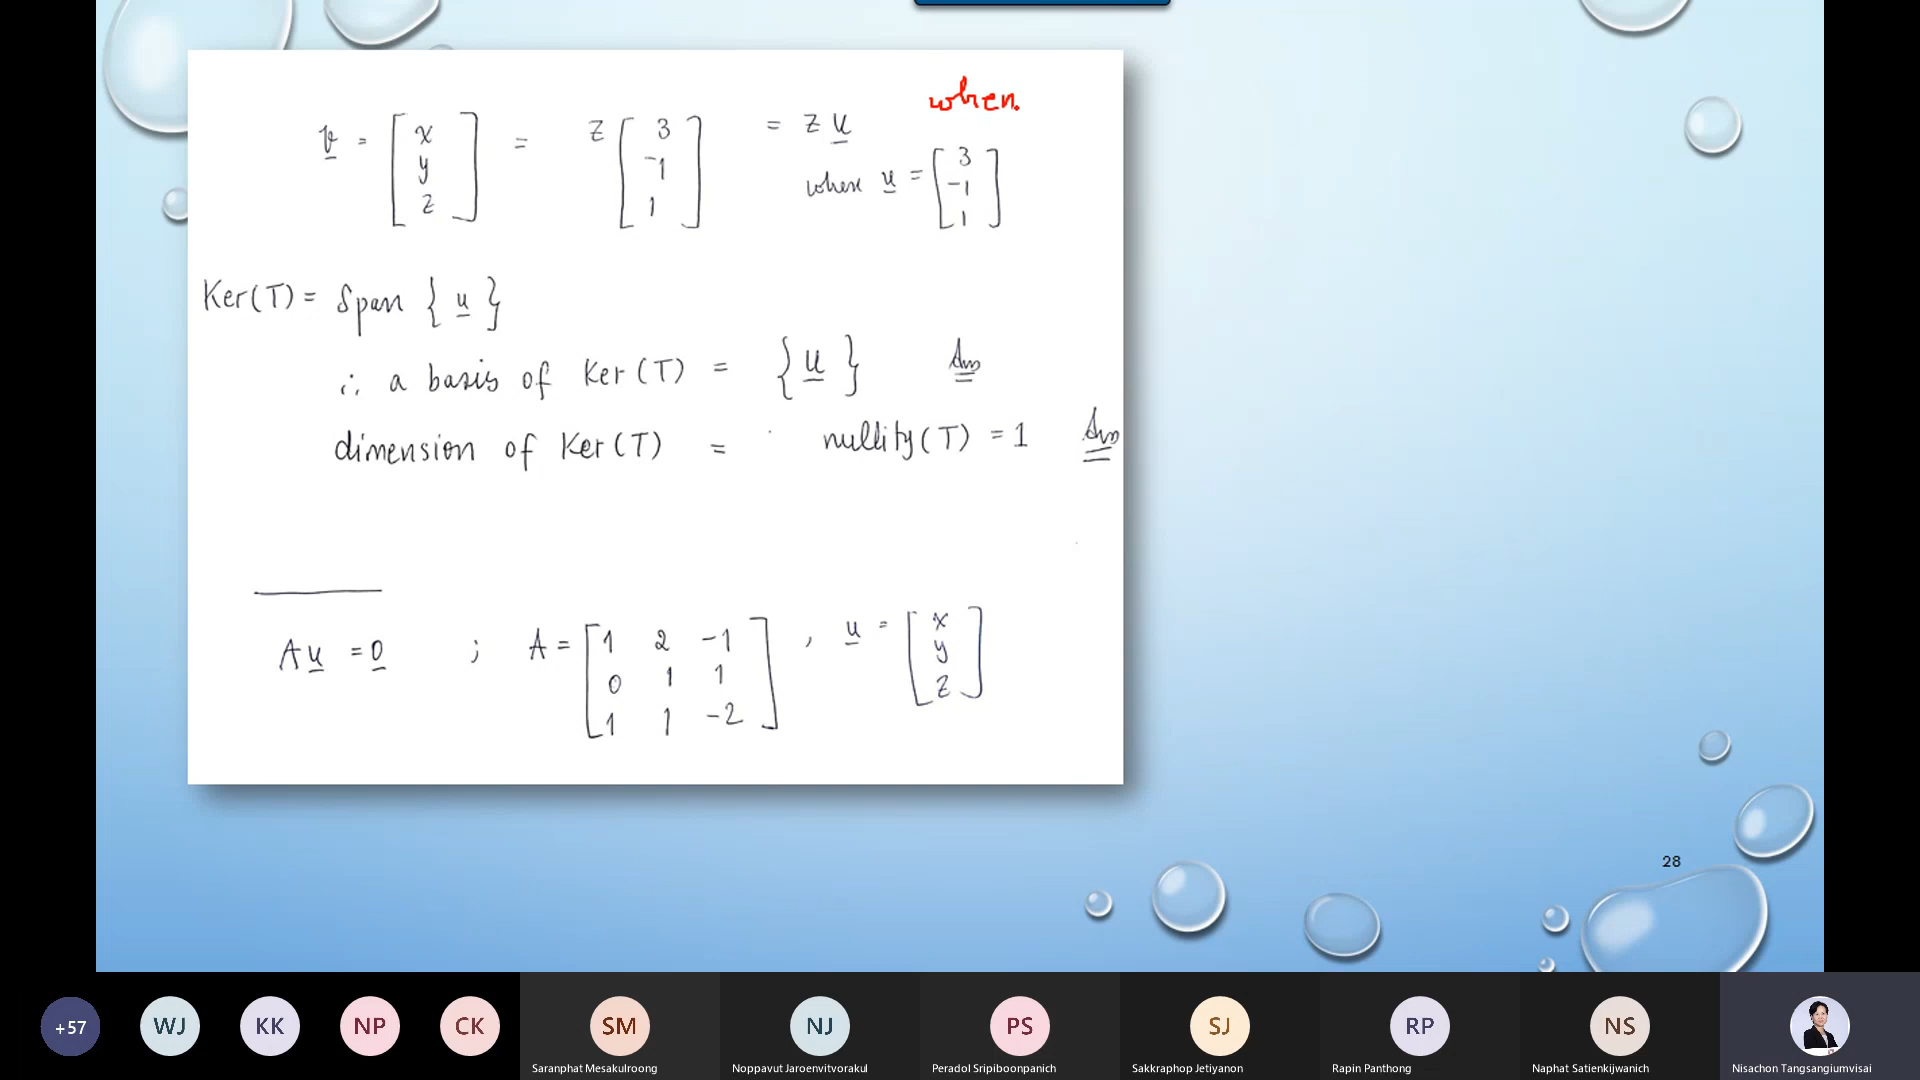 when
v = [ x y z ] = z [ 3 -1 1 ] = z u
where u = [ 3 -1 1 ]
Ker(T) = Span { u }
∴ a basis of Ker(T) = { u } Ans
dimension of Ker(T) = nullity(T) = 1 Ans
Au = 0 ; A = [ 1 2 -1
0 1 1
1 1 -2 ] , u = [ x y z ]
28
+57 WJ KK NP CK SM NJ PS SJ RP NS
Saranphat Mesakulroong Noppavut Jaroenvitvorakul Peradol Sripiboonpanich Sakkraphop Jetiyanon Rapin Panthong Naphat Satienkijwanich Nisachon Tangsangiumvisai